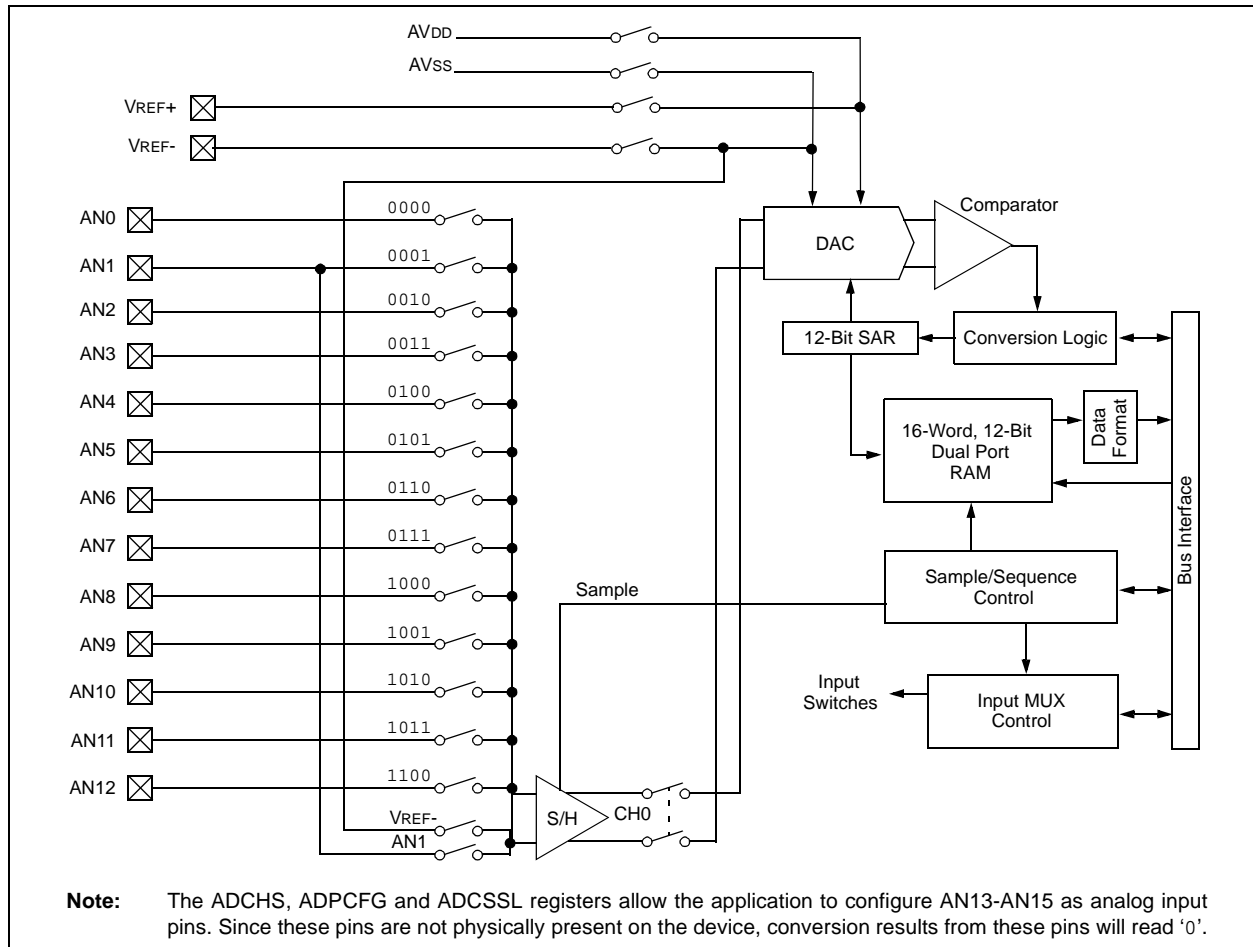 AVDD
AVSS
VREF+
VREF-
AN0
0000
AN1
0001
AN2
0010
AN3
0011
AN4
0100
AN5
0101
AN6
0110
AN7
0111
AN8
1000
AN9
1001
AN10
1010
AN11
1011
AN12
1100
VREF-
AN1
S/H
CH0
Sample
DAC
Comparator
12-Bit SAR
Conversion Logic
16-Word, 12-Bit
Dual Port
RAM
Data
Format
Bus Interface
Sample/Sequence
Control
Input
Switches
Input MUX
Control
Note: The ADCHS, ADPCFG and ADCSSL registers allow the application to configure AN13-AN15 as analog input
pins. Since these pins are not physically present on the device, conversion results from these pins will read ‘0’.